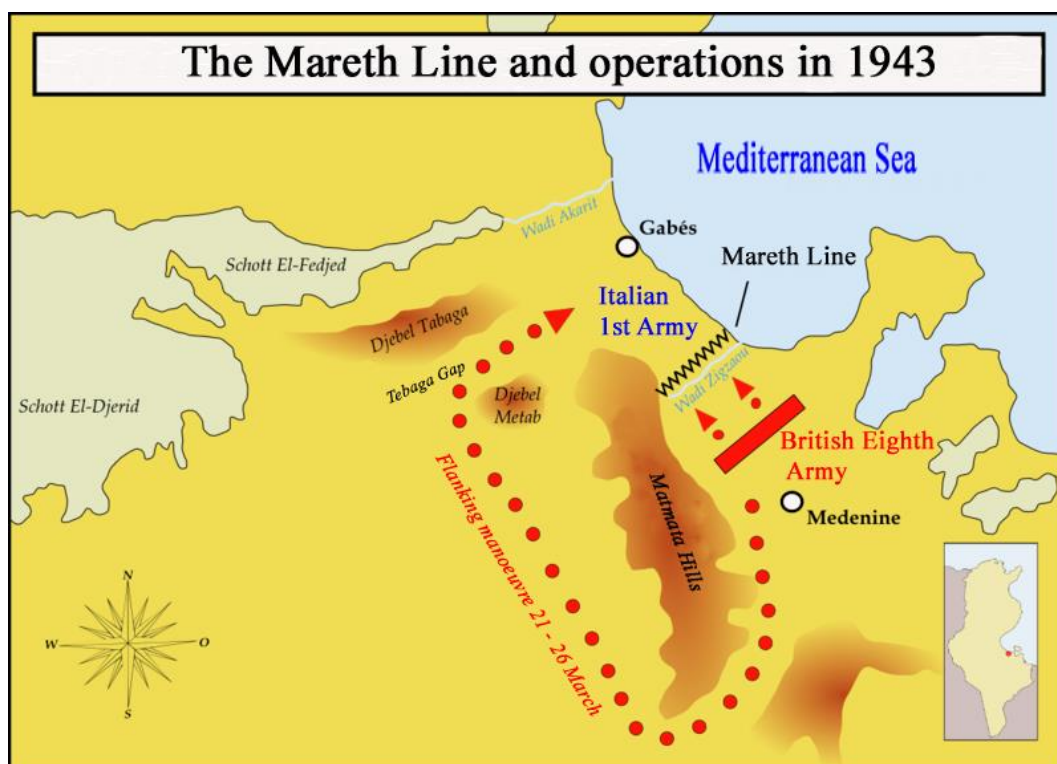 The Mareth Line and operations in 1943
Mediterranean Sea
Wadi Akarit
Gabés
Schott El-Fedjed
Mareth Line
Italian
1st Army
Djebel Tabaga
Wadi Zigzaou
Tebaga Gap
Djebel
Metab
Schott El-Djerid
British Eighth
Army
Flanking manoeuvre 21 - 26 March
Matmata Hills
Medenine
N
W
O
S